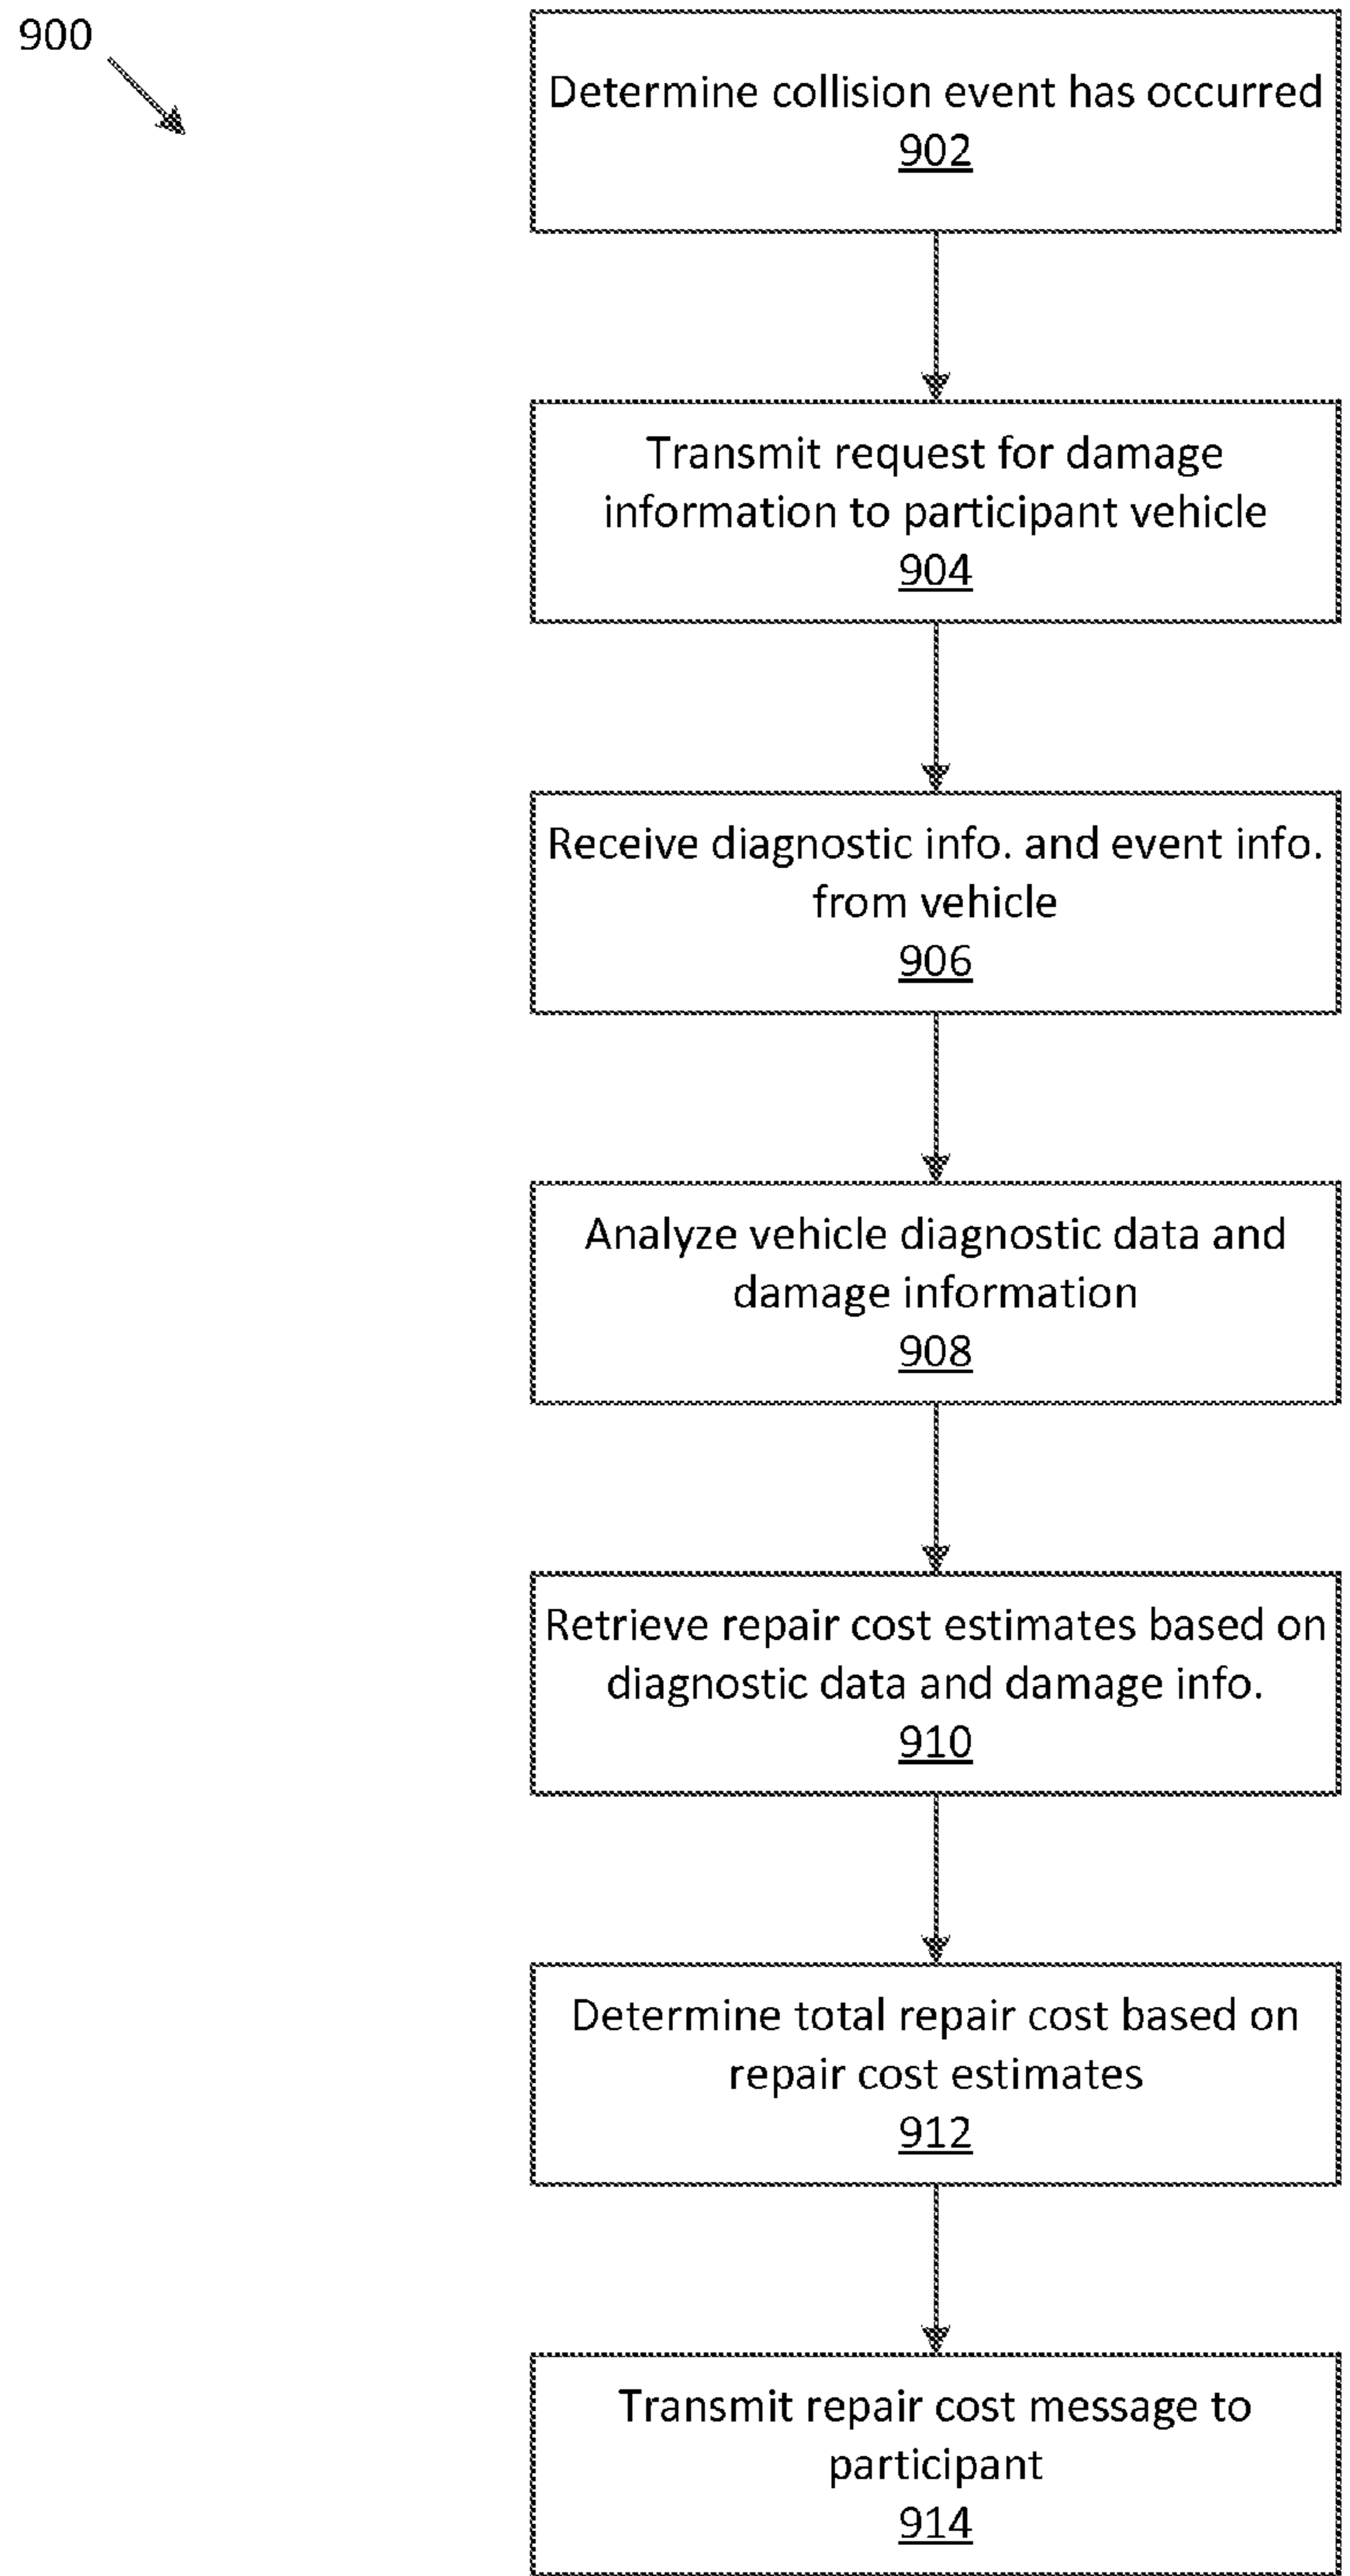 900
Determine collision event has occurred
902
Transmit request for damage
information to participant vehicle
904
Receive diagnostic info. and event info.
from vehicle
906
Analyze vehicle diagnostic data and
damage information
908
Retrieve repair cost estimates based on
diagnostic data and damage info.
910
Determine total repair cost based on
repair cost estimates
912
Transmit repair cost message to
participant
914